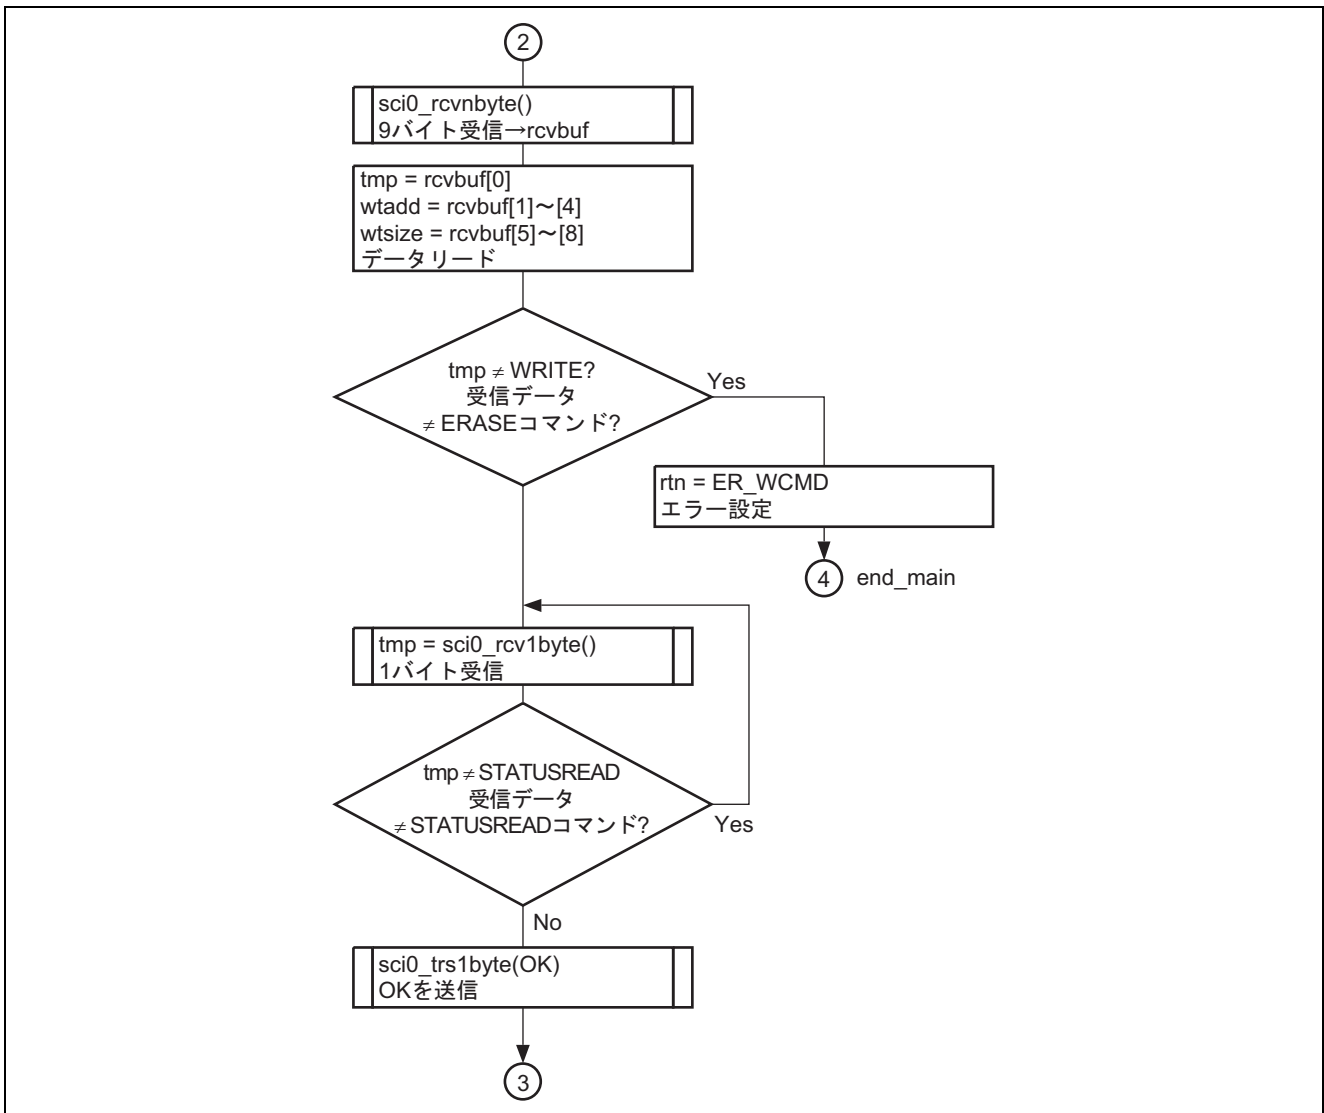 2
sci0_rcvnbyte()
9バイト受信→rcvbuf
tmp = rcvbuf[0]
wtadd = rcvbuf[1]~[4]
wtsize = rcvbuf[5]~[8]
データリード
tmp ≠ WRITE?
受信データ
≠ ERASEコマンド?
Yes
rtn = ER_WCMD
エラー設定
4 end_main
tmp = sci0_rcv1byte()
1バイト受信
tmp ≠ STATUSREAD
受信データ
≠ STATUSREADコマンド?
Yes
No
sci0_trs1byte(OK)
OKを送信
3